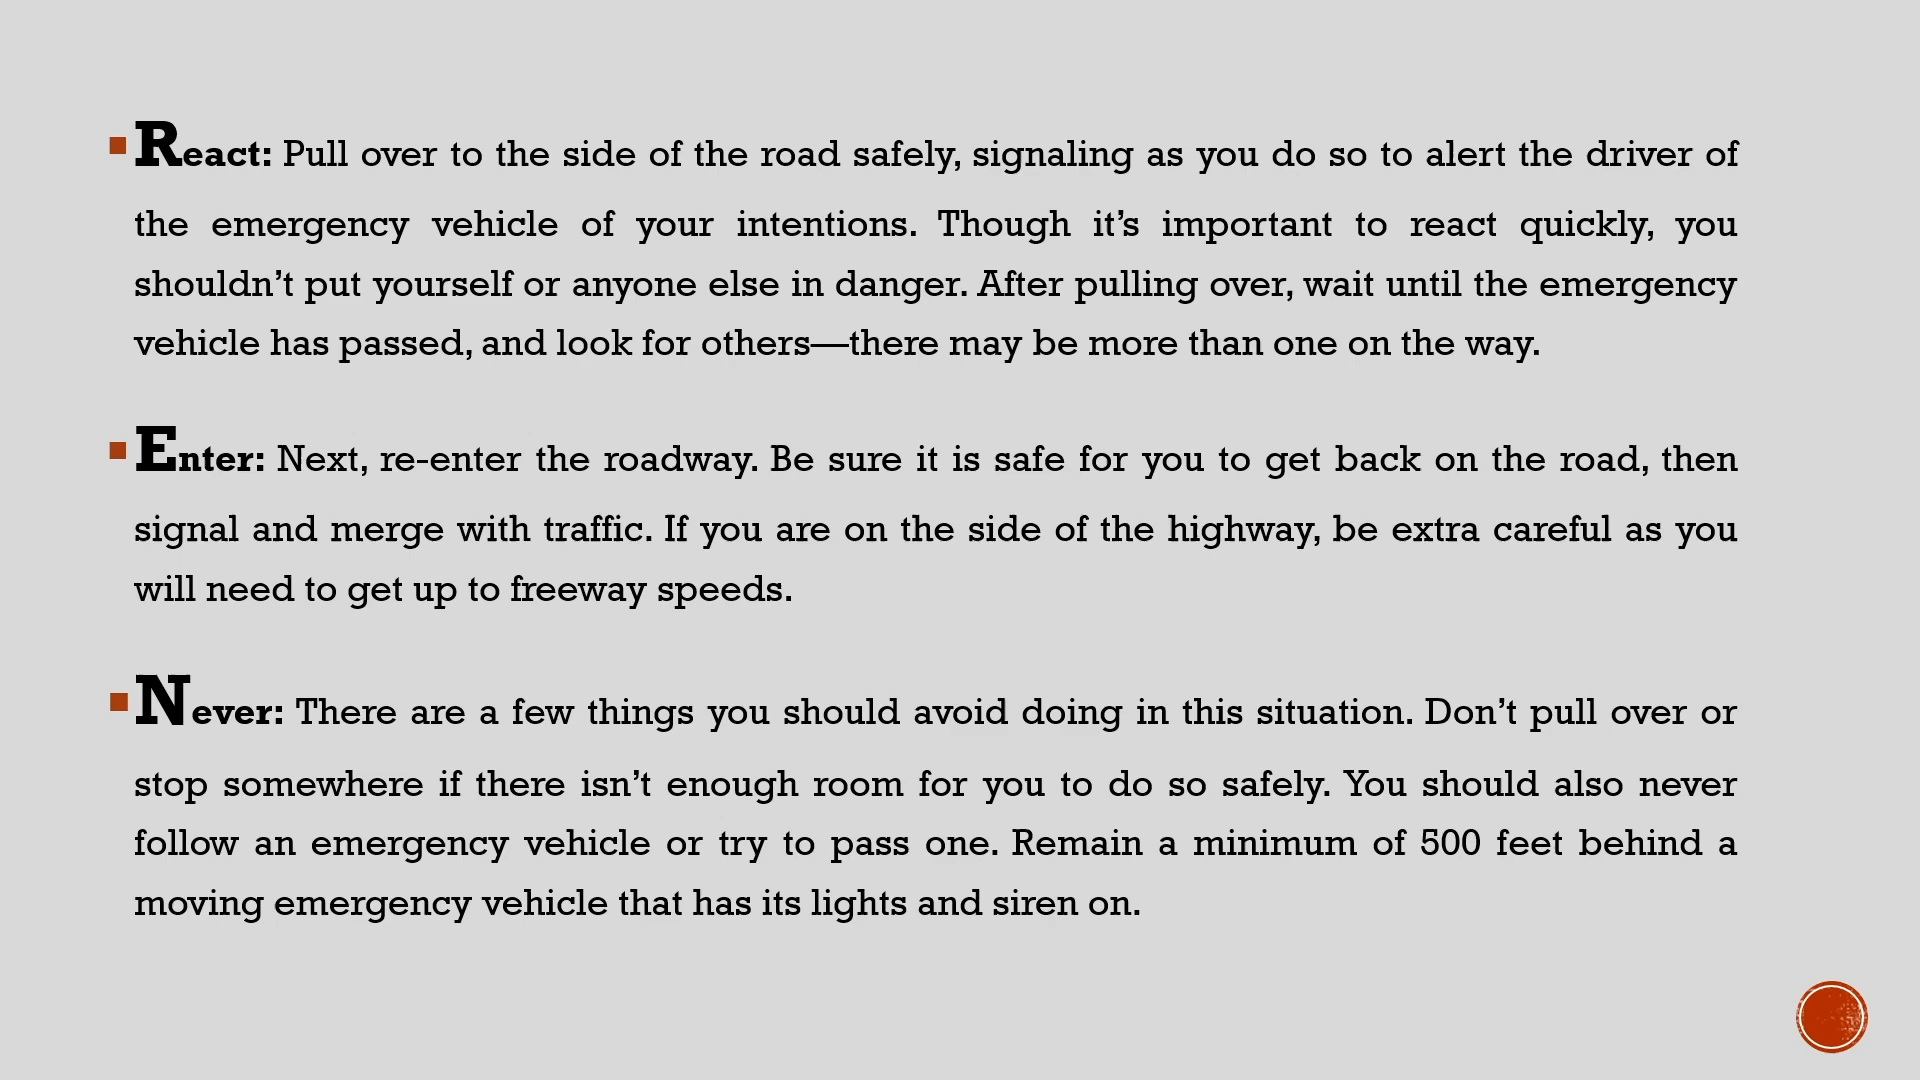 React: Pull over to the side of the road safely, signaling as you do so to alert the driver of
the emergency vehicle of your intentions. Though it’s important to react quickly, you
shouldn’t put yourself or anyone else in danger. After pulling over, wait until the emergency
vehicle has passed, and look for others—there may be more than one on the way.
Enter: Next, re-enter the roadway. Be sure it is safe for you to get back on the road, then
signal and merge with traffic. If you are on the side of the highway, be extra careful as you
will need to get up to freeway speeds.
Never: There are a few things you should avoid doing in this situation. Don’t pull over or
stop somewhere if there isn’t enough room for you to do so safely. You should also never
follow an emergency vehicle or try to pass one. Remain a minimum of 500 feet behind a
moving emergency vehicle that has its lights and siren on.